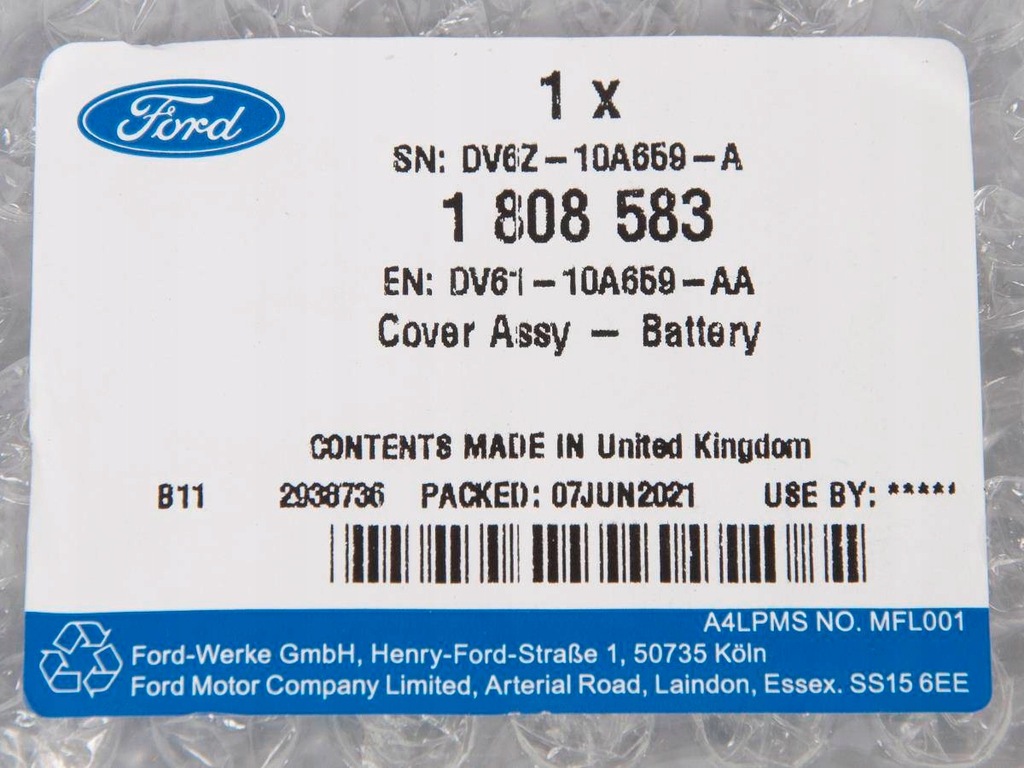 Ford
1 x
SN: DV6Z-10A659-A
1 808 583
EN: DV61-10A659-AA
Cover Assy - Battery
CONTENTS MADE IN United Kingdom
B11 2938736 PACKED: 07JUN2021 USE BY: *****
A4LPMS NO. MFL001
Ford-Werke GmbH, Henry-Ford-Straße 1, 50735 Köln
Ford Motor Company Limited, Arterial Road, Laindon, Essex. SS15 6EE